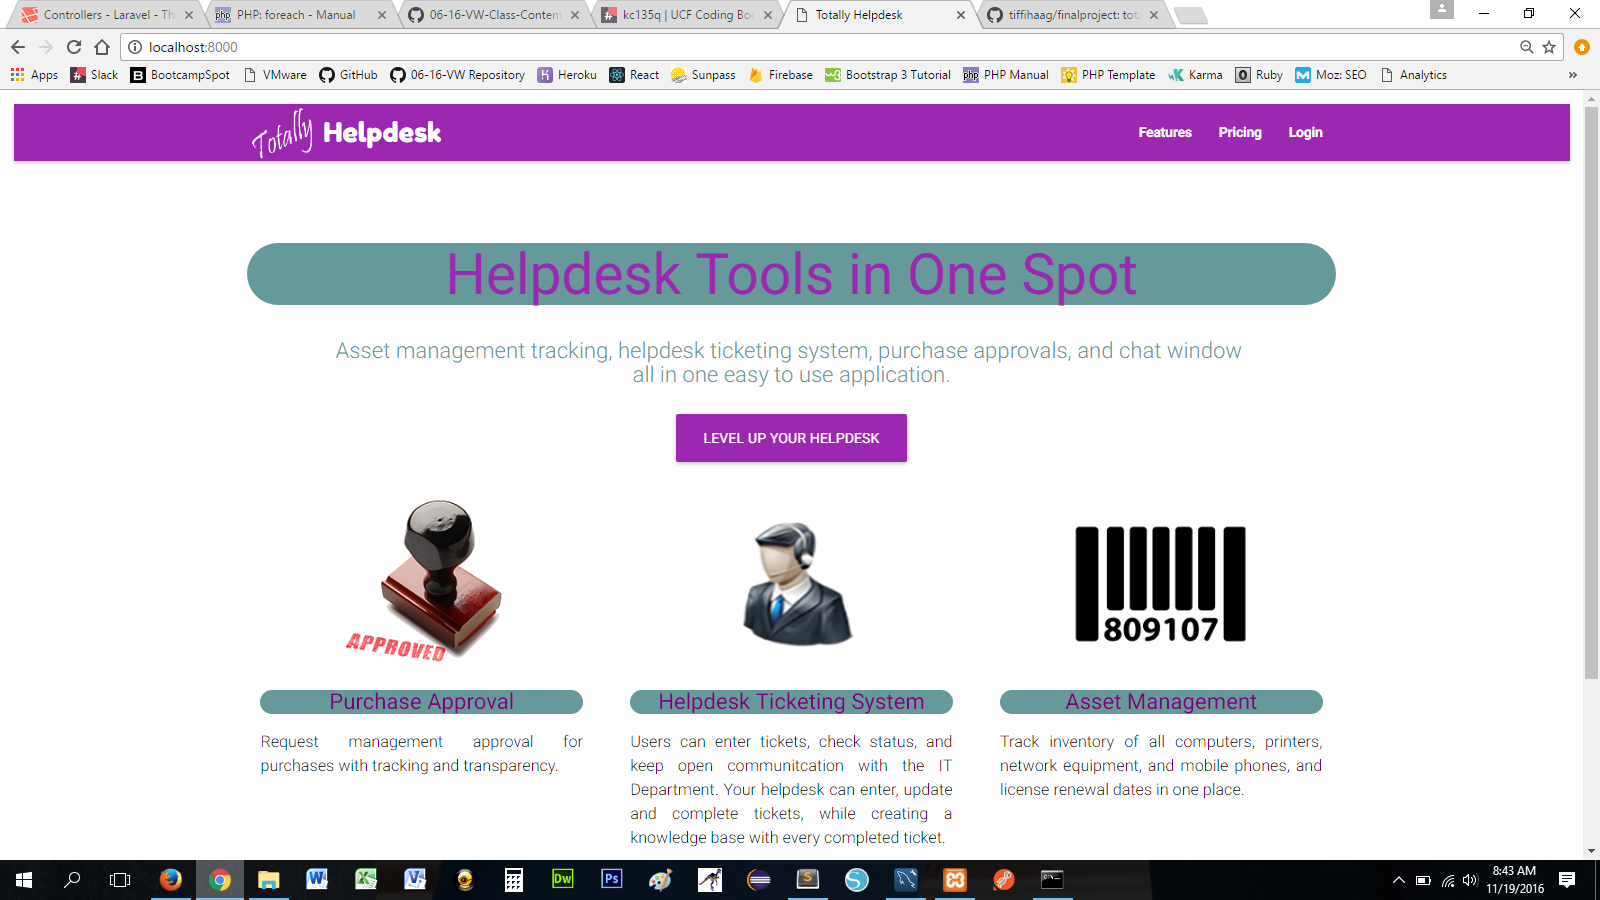 Controllers - Laravel - Th
PHP: foreach - Manual
06-16-VW-Class-Content
kc135q | UCF Coding Boo
Totally Helpdesk
tiffihaag/finalproject: tota
localhost:8000
Apps
Slack
BootcampSpot
VMware
GitHub
06-16-VW Repository
Heroku
React
Sunpass
Firebase
Bootstrap 3 Tutorial
PHP Manual
PHP Template
Karma
Ruby
Moz: SEO
Analytics
Totally Helpdesk
Features
Pricing
Login
Helpdesk Tools in One Spot
Asset management tracking, helpdesk ticketing system, purchase approvals, and chat window
all in one easy to use application.
LEVEL UP YOUR HELPDESK
APPROVED
809107
Purchase Approval
Request management approval for
purchases with tracking and transparency.
Helpdesk Ticketing System
Users can enter tickets, check status, and
keep open communitcation with the IT
Department. Your helpdesk can enter, update
and complete tickets, while creating a
knowledge base with every completed ticket.
Asset Management
Track inventory of all computers, printers,
network equipment, and mobile phones, and
license renewal dates in one place.
8:43 AM
11/19/2016